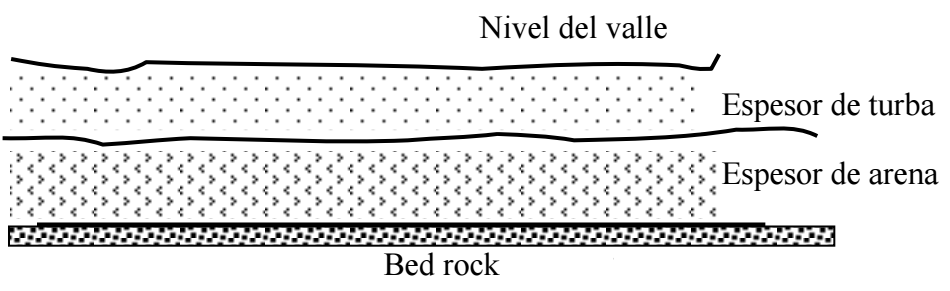 Nivel del valle
Espesor de turba
Espesor de arena
Bed rock